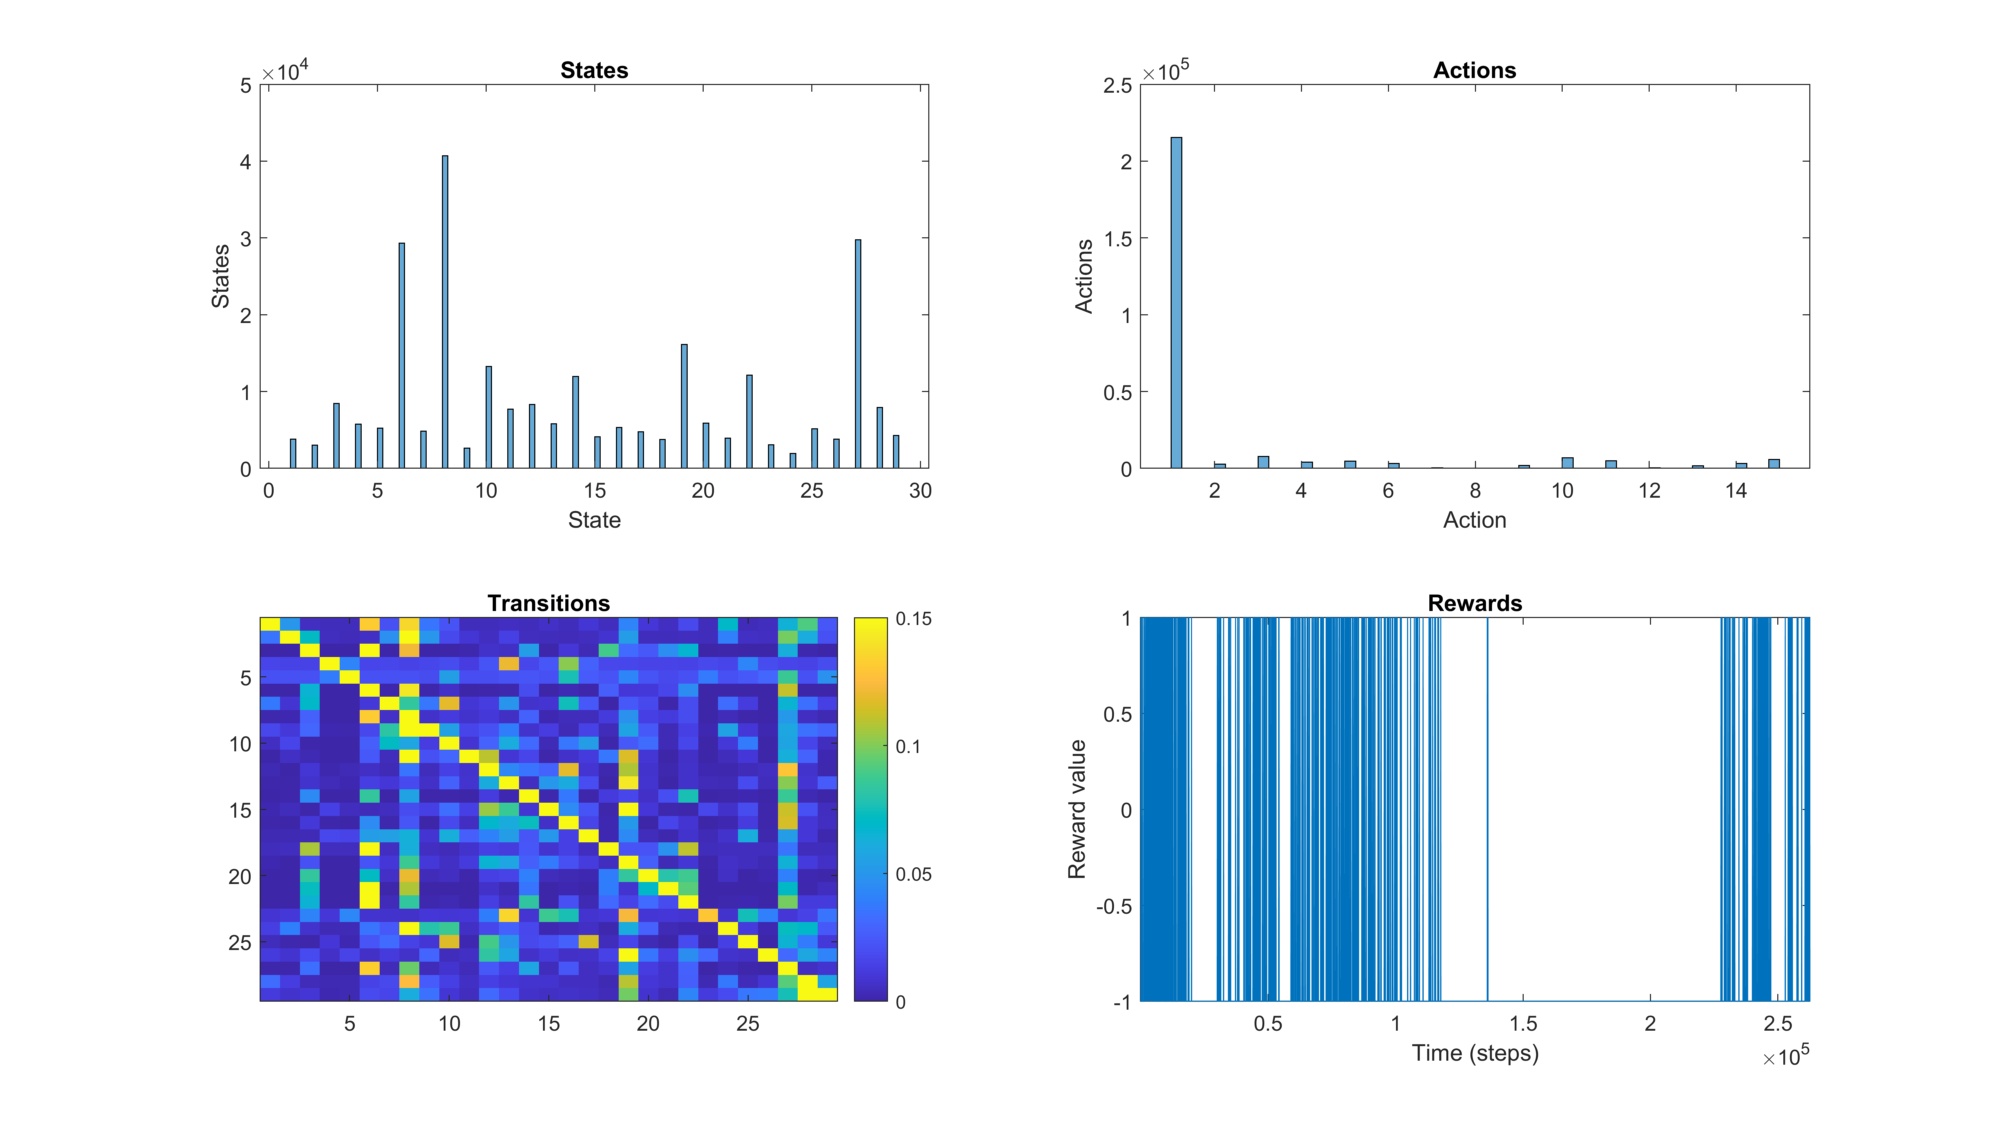 States
×10^4
5
4
3
2
1
0
States
0 5 10 15 20 25 30
State
Actions
×10^5
2.5
2
1.5
1
0.5
0
Actions
2 4 6 8 10 12 14
Action
Transitions
5
10
15
20
25
5 10 15 20 25
0.15
0.1
0.05
0
Rewards
1
0.5
0
-0.5
-1
Reward value
0.5 1 1.5 2 2.5
Time (steps)
×10^5